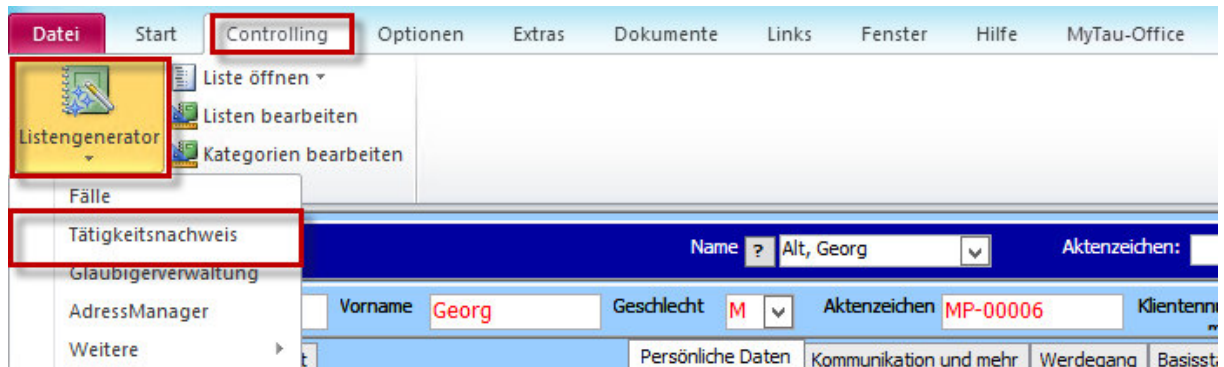 Datei Start Controlling Optionen Extras Dokumente Links Fenster Hilfe MyTau-Office
Liste öffnen
Listen bearbeiten
Listengenerator
Kategorien bearbeiten
Fälle
Tätigkeitsnachweis
Name ? Alt, Georg Aktenzeichen:
Gläubigerverwaltung
AdressManager
Vorname Georg Geschlecht M Aktenzeichen MP-00006
Weitere
Persönliche Daten Kommunikation und mehr Werdegang